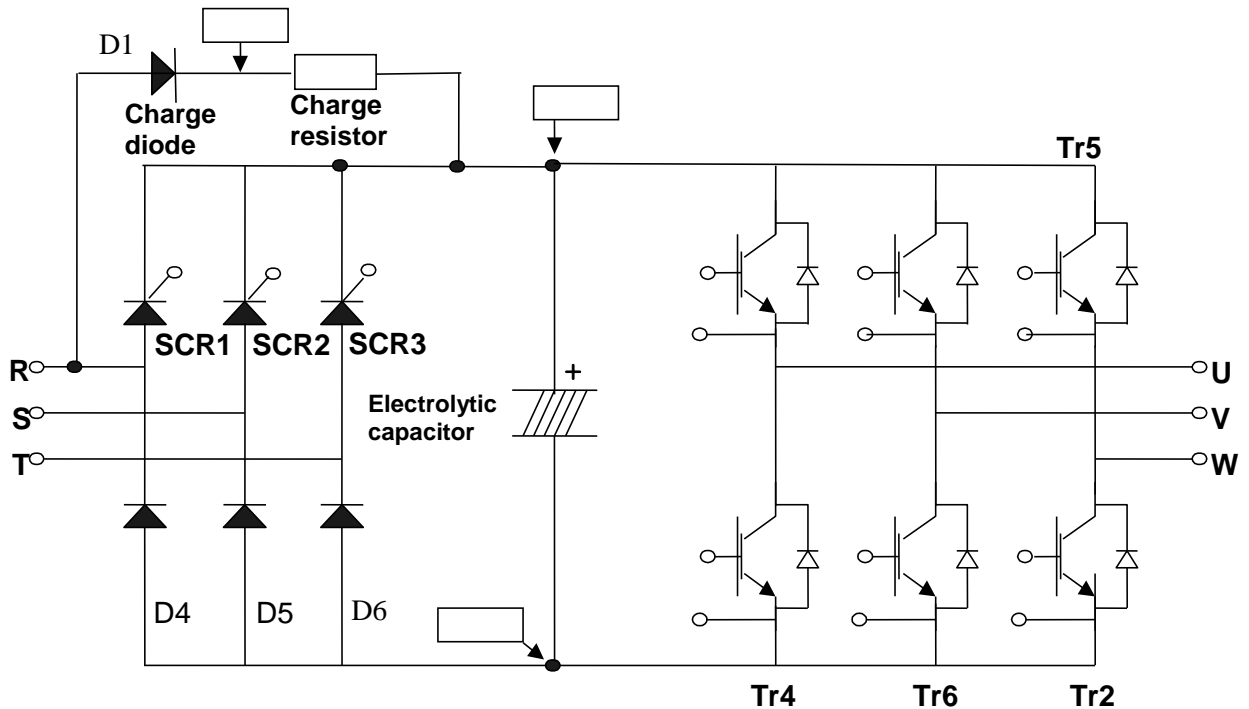 D1
Charge
diode
Charge
resistor
Tr5
SCR1
SCR2
SCR3
R
S
T
+
Electrolytic
capacitor
U
V
W
D4
D5
D6
Tr4
Tr6
Tr2